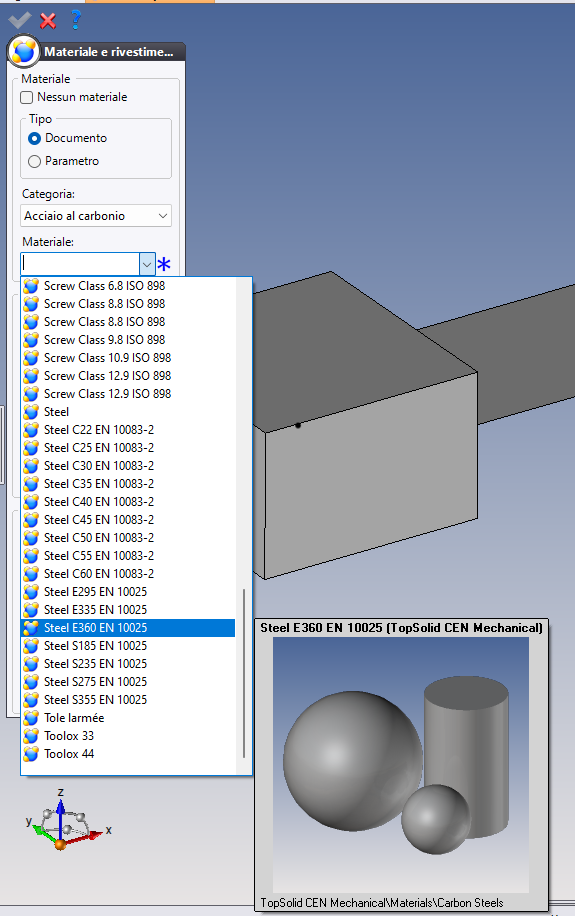 ?
Materiale e rivestime...
Materiale
Nessun materiale
Tipo
Documento
Parametro
Categoria:
Acciaio al carbonio
Materiale:
*
Screw Class 6.8 ISO 898
Screw Class 8.8 ISO 898
Screw Class 8.8 ISO 898
Screw Class 9.8 ISO 898
Screw Class 10.9 ISO 898
Screw Class 12.9 ISO 898
Screw Class 12.9 ISO 898
Steel
Steel C22 EN 10083-2
Steel C25 EN 10083-2
Steel C30 EN 10083-2
Steel C35 EN 10083-2
Steel C40 EN 10083-2
Steel C45 EN 10083-2
Steel C50 EN 10083-2
Steel C55 EN 10083-2
Steel C60 EN 10083-2
Steel E295 EN 10025
Steel E335 EN 10025
Steel E360 EN 10025
Steel S185 EN 10025
Steel S235 EN 10025
Steel S275 EN 10025
Steel S355 EN 10025
Tole larmée
Toolox 33
Toolox 44
Steel E360 EN 10025 (TopSolid CEN Mechanical)
TopSolid CEN Mechanical\Materials\Carbon Steels
z
y
x